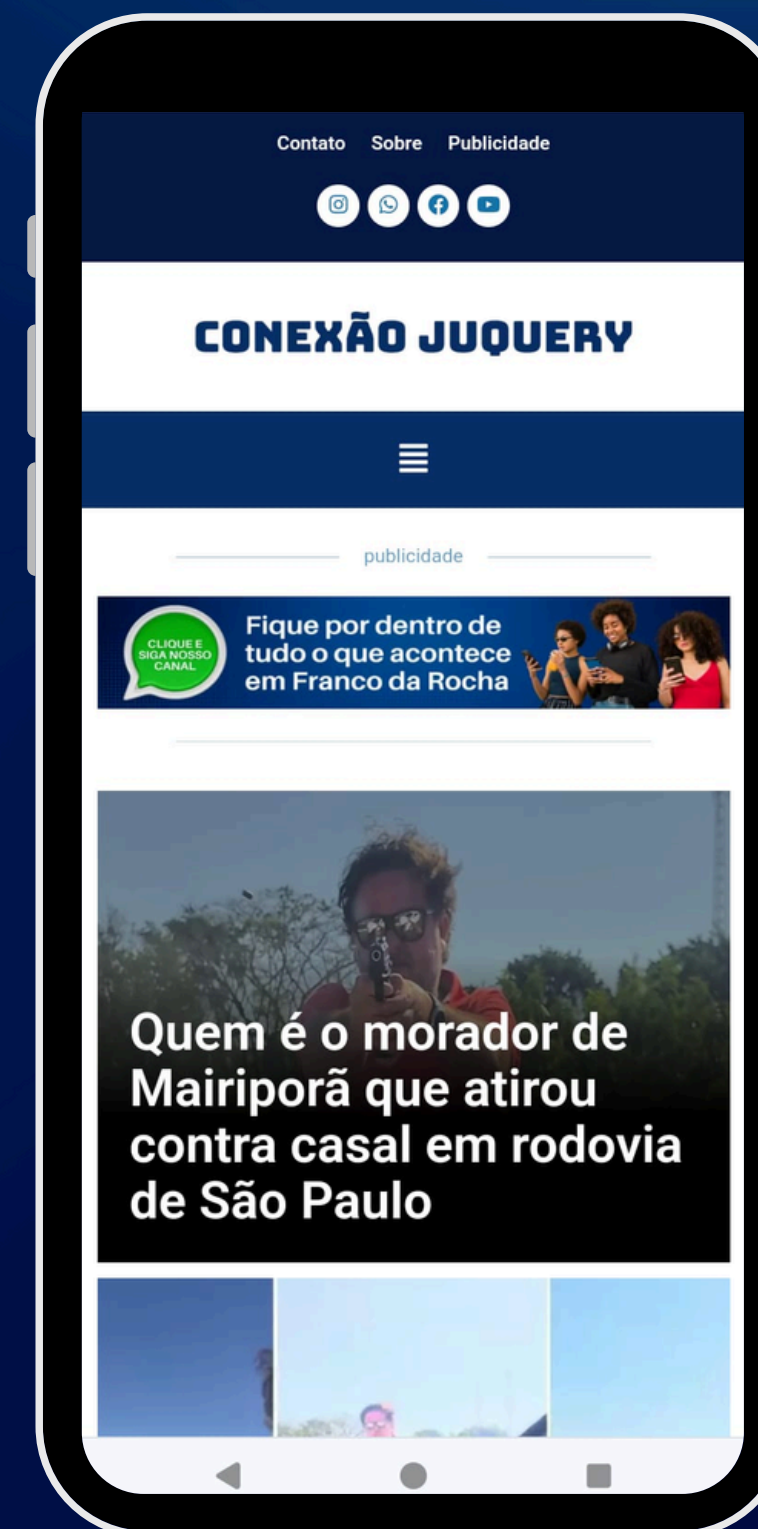 Contato Sobre Publicidade
CONEXÃO JUQUERY
publicidade
CLIQUE E
SIGA NOSSO
CANAL
Fique por dentro de
tudo o que acontece
em Franco da Rocha
Quem é o morador de
Mairiporã que atirou
contra casal em rodovia
de São Paulo